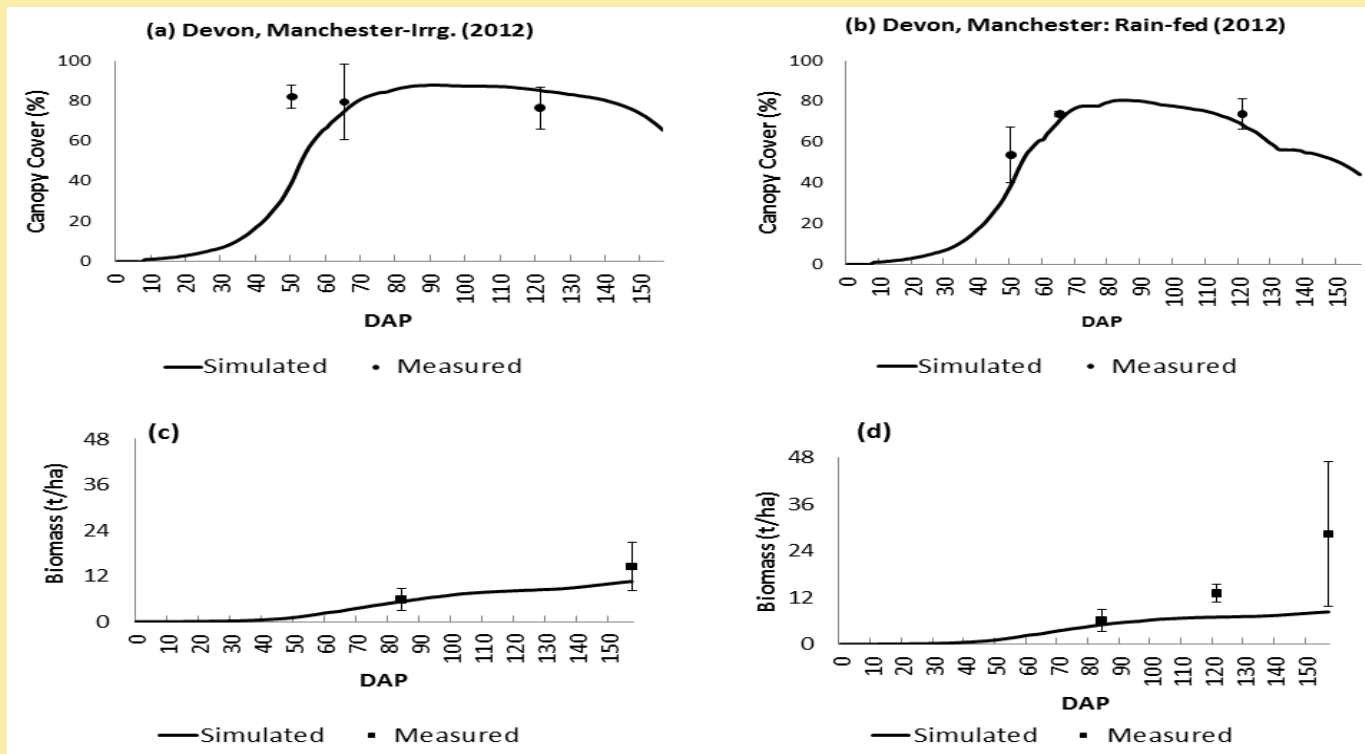 (a) Devon, Manchester-Irrg. (2012)
Canopy Cover (%)
100
80
60
40
20
0
0 10 20 30 40 50 60 70 80 90 100 110 120 130 140 150
DAP
Simulated Measured
(b) Devon, Manchester: Rain-fed (2012)
Canopy Cover (%)
100
80
60
40
20
0
0 10 20 30 40 50 60 70 80 90 100 110 120 130 140 150
DAP
Simulated Measured
(c)
Biomass (t/ha)
48
36
24
12
0
0 10 20 30 40 50 60 70 80 90 100 110 120 130 140 150
DAP
Simulated Measured
(d)
Biomass (t/ha)
48
36
24
12
0
0 10 20 30 40 50 60 70 80 90 100 110 120 130 140 150
DAP
Simulated Measured